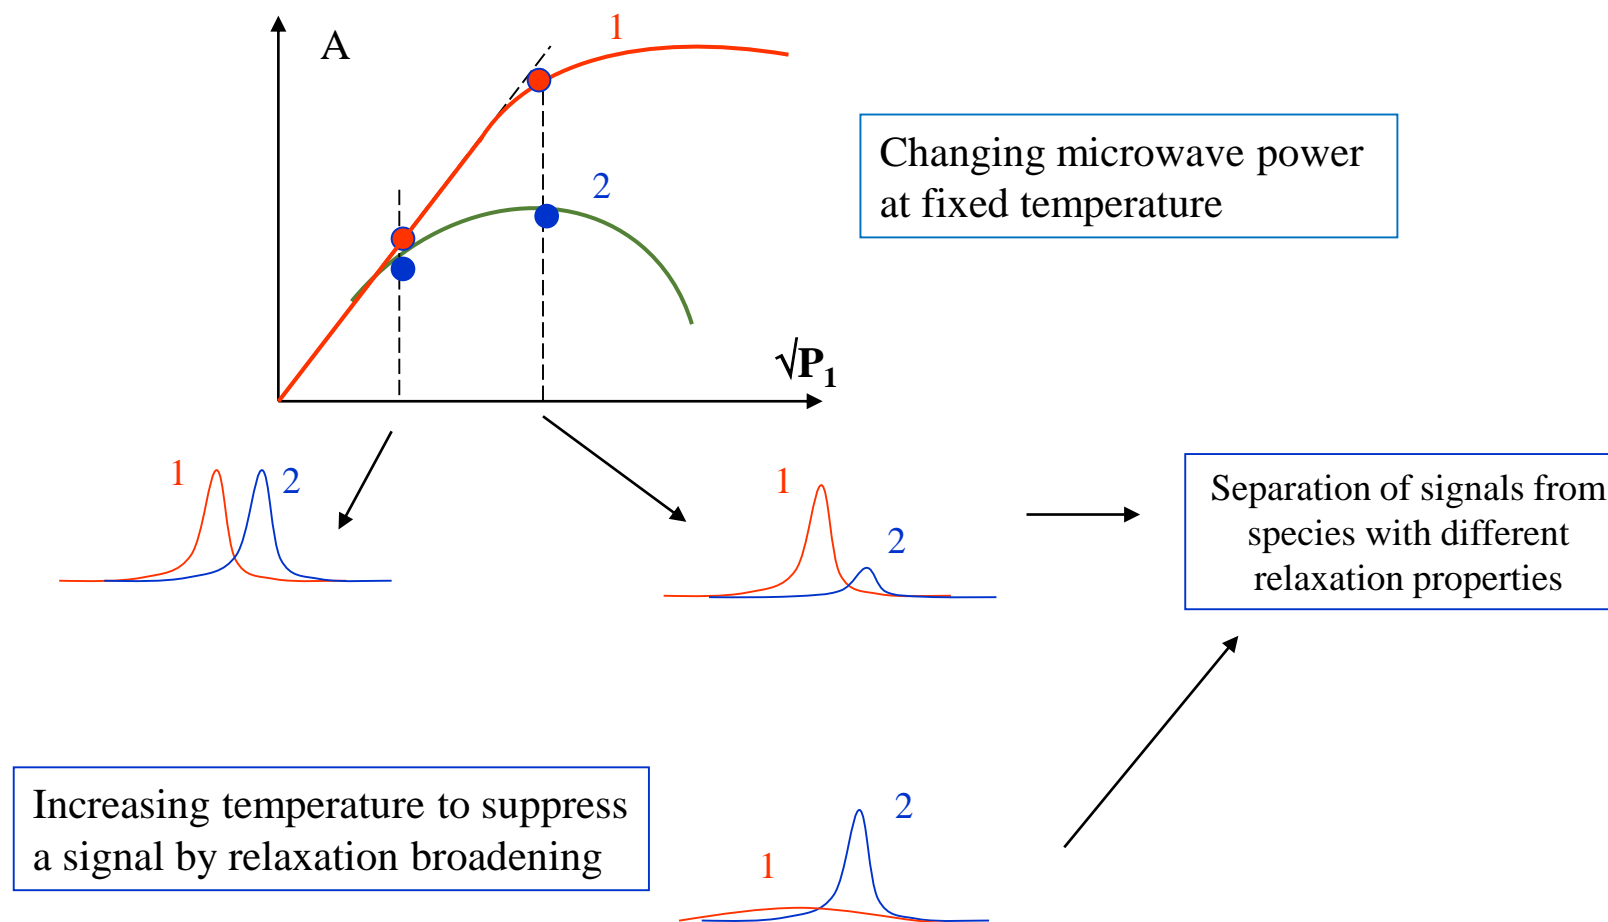 A
1
2
√P1
Changing microwave power
at fixed temperature
1
2
1
2
Separation of signals from
species with different
relaxation properties
Increasing temperature to suppress
a signal by relaxation broadening
1
2